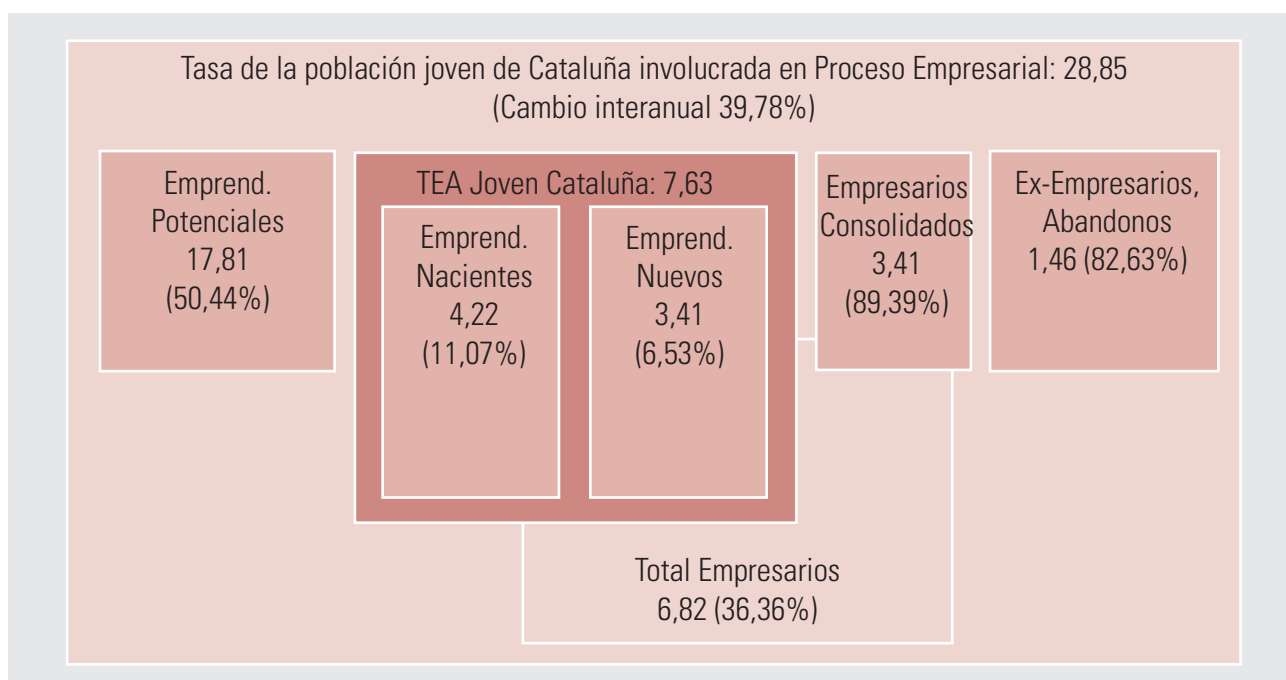 Tasa de la población joven de Cataluña involucrada en Proceso Empresarial: 28,85
(Cambio interanual 39,78%)
Emprend.
Potenciales
17,81
(50,44%)
TEA Joven Cataluña: 7,63
Emprend.
Nacientes
4,22
(11,07%)
Emprend.
Nuevos
3,41
(6,53%)
Empresarios
Consolidados
3,41
(89,39%)
Ex-Empresarios,
Abandonos
1,46 (82,63%)
Total Empresarios
6,82 (36,36%)